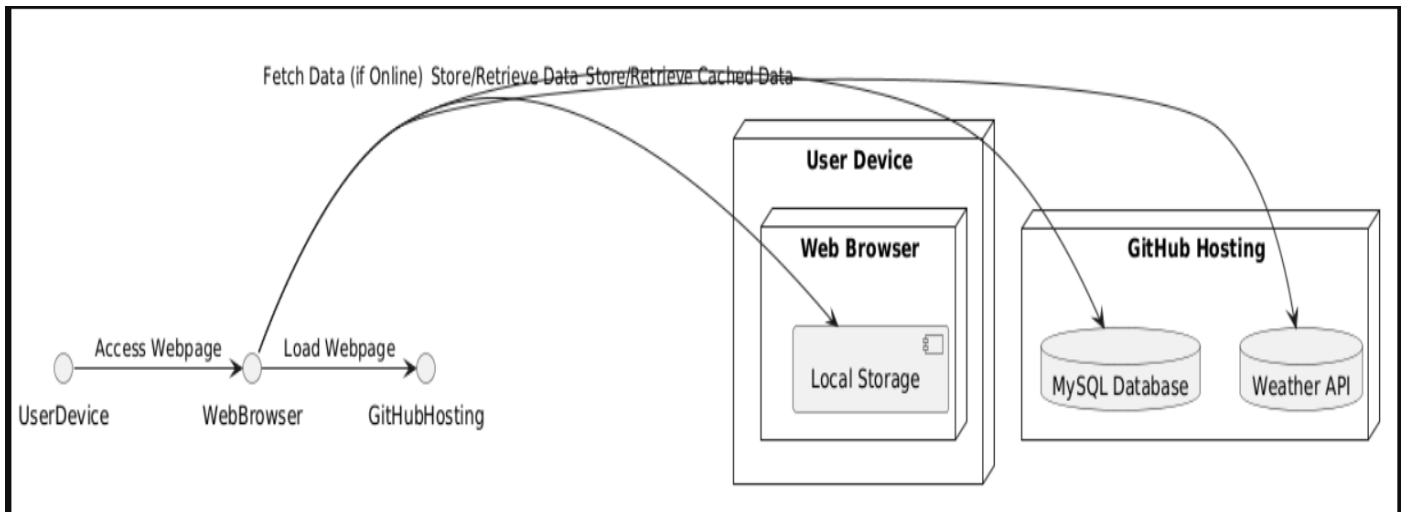 Fetch Data (if Online) Store/Retrieve Data Store/Retrieve Cached Data
User Device
Web Browser
GitHub Hosting
Access Webpage
Load Webpage
Local Storage
MySQL Database
Weather API
UserDevice
WebBrowser
GitHubHosting